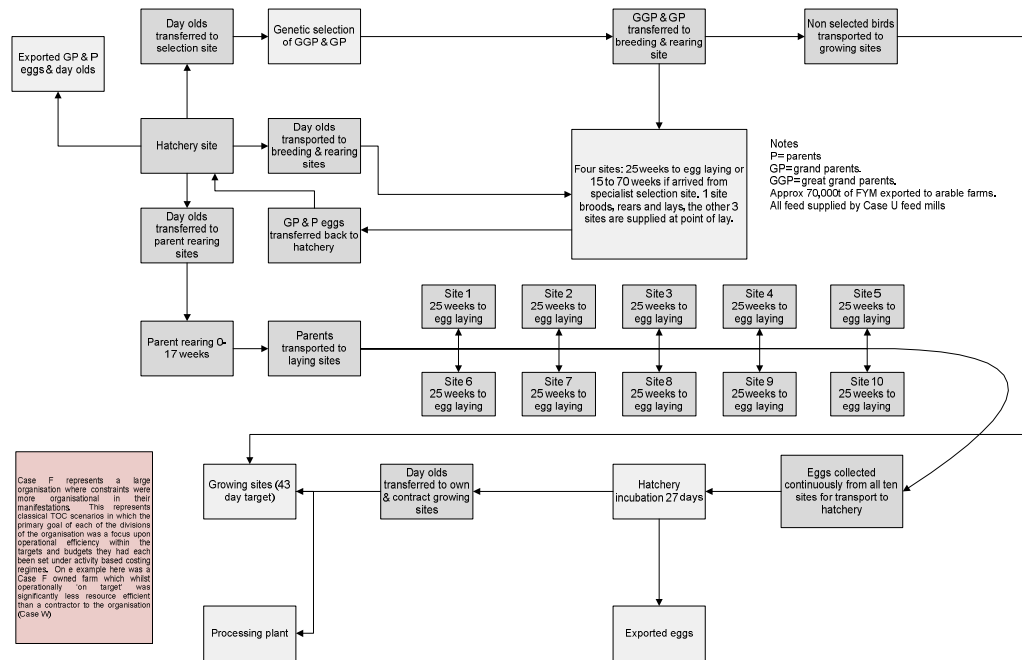 Day olds
transferred to
selection site
Genetic selection
of GGP & GP
GGP & GP
transferred to
breeding & rearing
site
Non selected birds
transported to
growing sites
Exported GP & P
eggs & day olds
Hatchery site
Day olds
transported to
breeding & rearing
sites
Four sites: 25 weeks to egg laying or
15 to 70 weeks if arrived from
specialist selection site. 1 site
broods, rears and lays, the other 3
sites are supplied at point of lay.
Notes
P= parents
GP= grand parents.
GGP= great grand parents.
Approx 70,000t of FYM exported to arable farms.
All feed supplied by Case U feed mills
Day olds
transferred to
parent rearing
sites
GP & P eggs
transferred back to
hatchery
Parent rearing 0-
17 weeks
Parents
transported to
laying sites
Site 1
25 weeks to
egg laying
Site 2
25 weeks to
egg laying
Site 3
25 weeks to
egg laying
Site 4
25 weeks to
egg laying
Site 5
25 weeks to
egg laying
Site 6
25 weeks to
egg laying
Site 7
25 weeks to
egg laying
Site 8
25 weeks to
egg laying
Site 9
25 weeks to
egg laying
Site 10
25 weeks to
egg laying
Case F represents a large
organisation where constraints were
more organisational in their
manifestations. This represents
classical TOC scenarios in which the
primary goal of each of the divisions
of the organisation was a focus upon
operational efficiency within the
targets and budgets they had each
been set under activity based costing
regimes. On e example here was a
Case F owned farm which whilst
operationally 'on target' was
significantly less resource efficient
than a contractor to the organisation
(Case W)
Growing sites (43
day target)
Day olds
transferred to own
& contract growing
sites
Hatchery
incubation 27 days
Eggs collected
continuously from all ten
sites for transport to
hatchery
Processing plant
Exported eggs